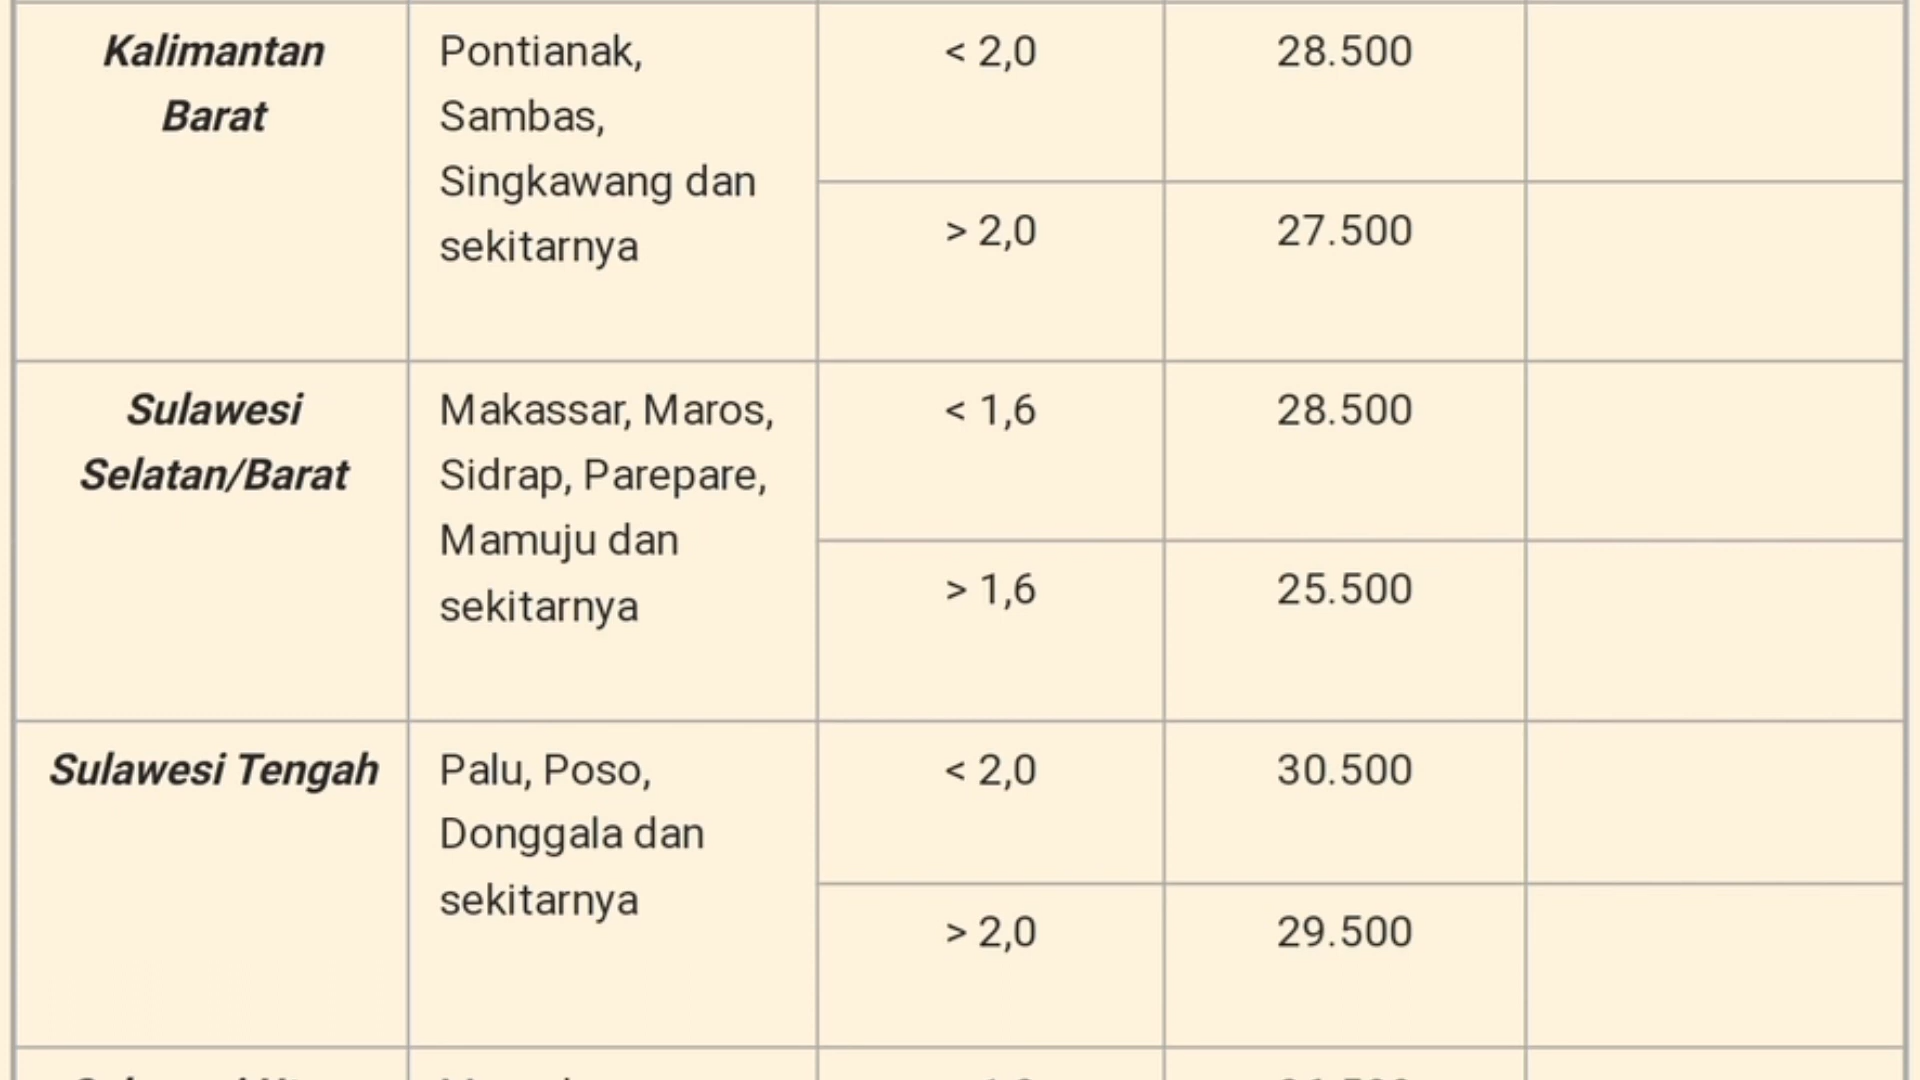 Kalimantan
Barat
Pontianak,
Sambas,
Singkawang dan
sekitarnya
< 2,0
28.500
> 2,0
27.500
Sulawesi
Selatan/Barat
Makassar, Maros,
Sidrap, Parepare,
Mamuju dan
sekitarnya
< 1,6
28.500
> 1,6
25.500
Sulawesi Tengah
Palu, Poso,
Donggala dan
sekitarnya
< 2,0
30.500
> 2,0
29.500